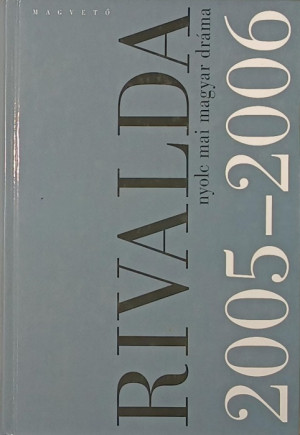 MAGVETŐ
RIVALDA
nyolc mai magyar dráma
2005–2006